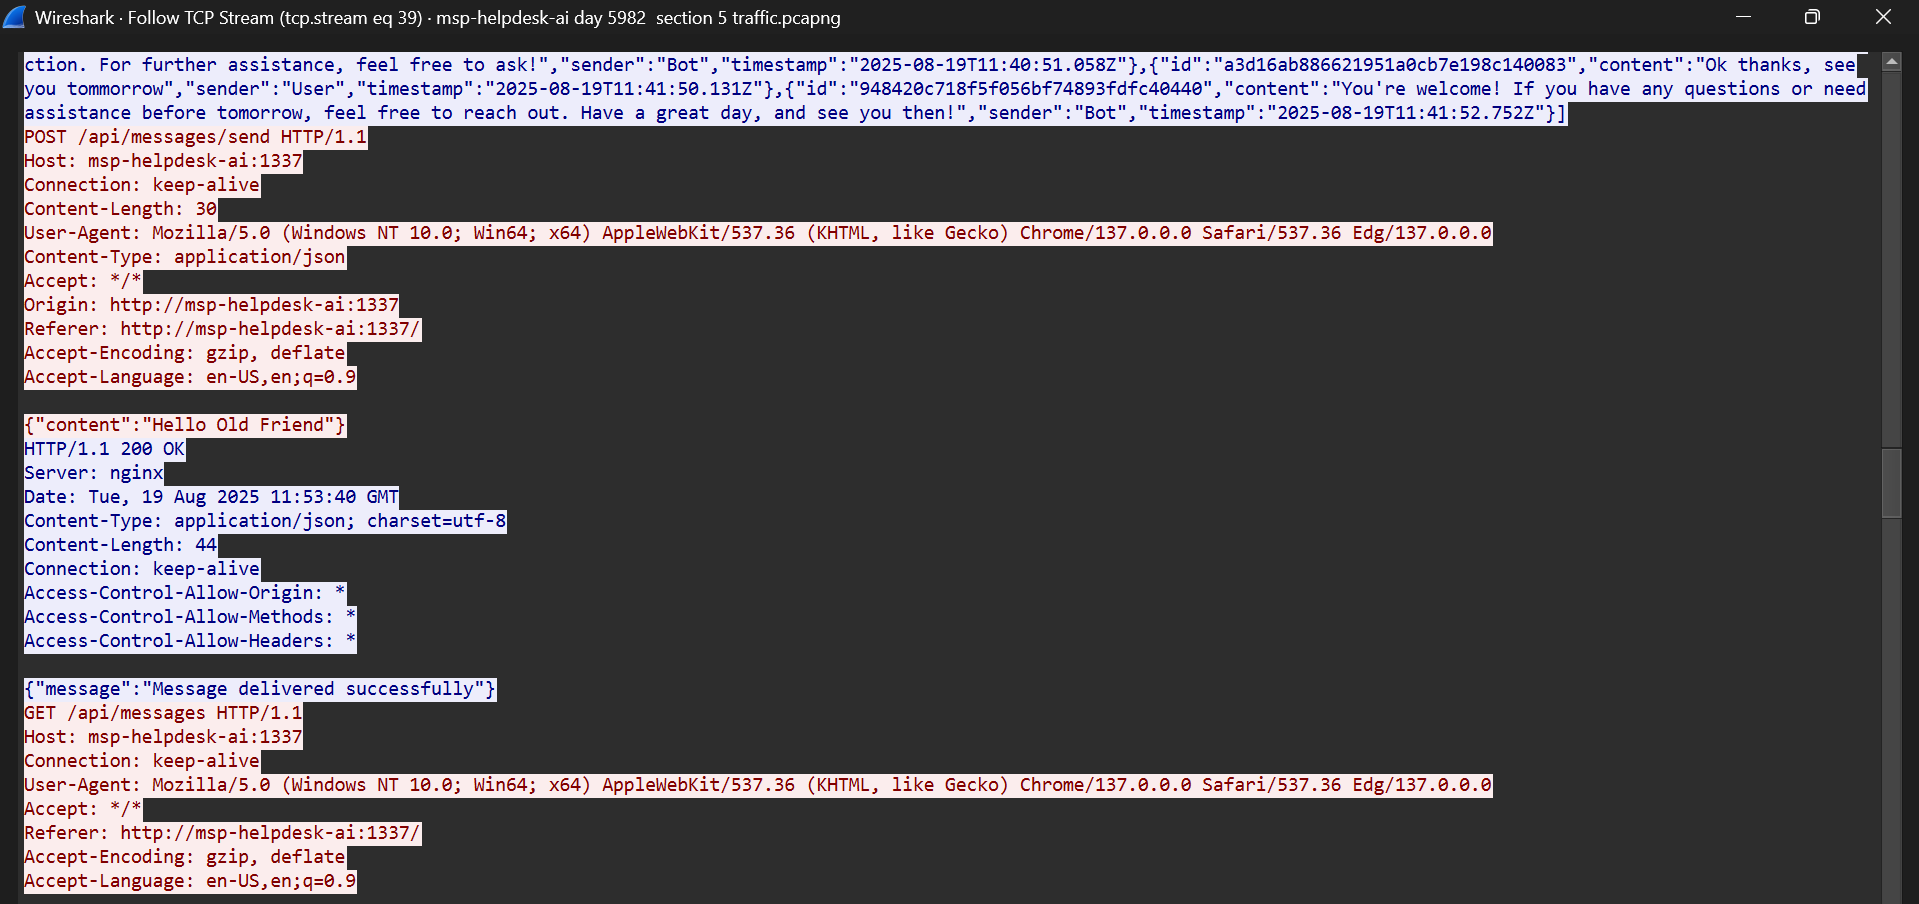 Wireshark · Follow TCP Stream (tcp.stream eq 39) · msp-helpdesk-ai day 5982  section 5 traffic.pcapng
ction. For further assistance, feel free to ask!","sender":"Bot","timestamp":"2025-08-19T11:40:51.058Z"},{"id":"a3d16ab886621951a0cb7e198c140083","content":"Ok thanks, see
you tommorrow","sender":"User","timestamp":"2025-08-19T11:41:50.131Z"},{"id":"948420c718f5f056bf74893fdfc40440","content":"You're welcome! If you have any questions or need
assistance before tomorrow, feel free to reach out. Have a great day, and see you then!","sender":"Bot","timestamp":"2025-08-19T11:41:52.752Z"}]
POST /api/messages/send HTTP/1.1
Host: msp-helpdesk-ai:1337
Connection: keep-alive
Content-Length: 30
User-Agent: Mozilla/5.0 (Windows NT 10.0; Win64; x64) AppleWebKit/537.36 (KHTML, like Gecko) Chrome/137.0.0.0 Safari/537.36 Edg/137.0.0.0
Content-Type: application/json
Accept: */*
Origin: http://msp-helpdesk-ai:1337
Referer: http://msp-helpdesk-ai:1337/
Accept-Encoding: gzip, deflate
Accept-Language: en-US,en;q=0.9
{"content":"Hello Old Friend"}
HTTP/1.1 200 OK
Server: nginx
Date: Tue, 19 Aug 2025 11:53:40 GMT
Content-Type: application/json; charset=utf-8
Content-Length: 44
Connection: keep-alive
Access-Control-Allow-Origin: *
Access-Control-Allow-Methods: *
Access-Control-Allow-Headers: *
{"message":"Message delivered successfully"}
GET /api/messages HTTP/1.1
Host: msp-helpdesk-ai:1337
Connection: keep-alive
User-Agent: Mozilla/5.0 (Windows NT 10.0; Win64; x64) AppleWebKit/537.36 (KHTML, like Gecko) Chrome/137.0.0.0 Safari/537.36 Edg/137.0.0.0
Accept: */*
Referer: http://msp-helpdesk-ai:1337/
Accept-Encoding: gzip, deflate
Accept-Language: en-US,en;q=0.9